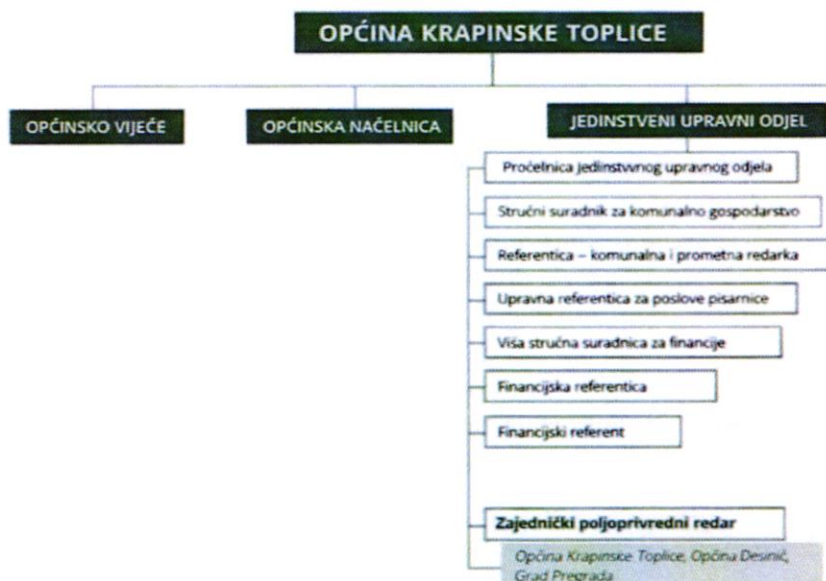 OPĆINA KRAPINSKE TOPLICE
OPĆINSKO VIJEĆE
OPĆINSKA NAČELNICA
JEDINSTVENI UPRAVNI ODJEL
Pročelnica Jedinstvvnog upravnog odjela
Stručni suradnik za komunalno gospodarstvo
Referentica – komunalna i prometna redarka
Upravna referentica za poslove pisarnice
Viša stručna suradnica za financije
Financijska referentica
Financijski referent
Zajednički poljoprivredni redar
Općina Krapinske Toplice, Općina Desinić,
Grad Pregrada